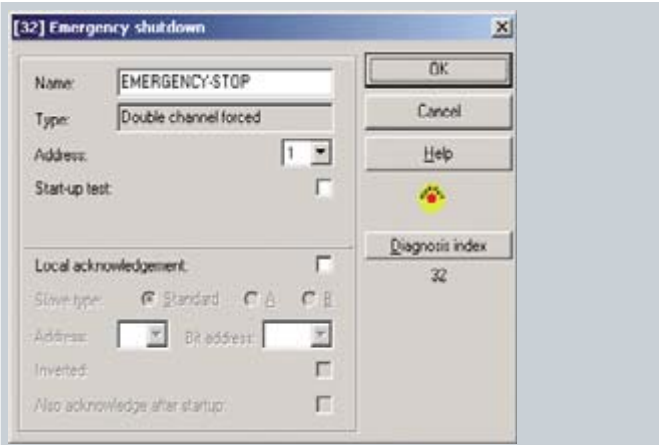 [32] Emergency shutdown
Name: EMERGENCY-STOP
Type: Double channel forced
Address: 1
Start-up test:
Local acknowledgement:
Slave type: Standard A B
Address: Bit address:
Inverted:
Also acknowledge after startup:
OK
Cancel
Help
Diagnosis index
32